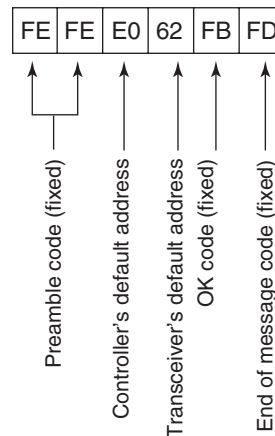 FE FE E0 62 FB FD
Preamble code (fixed)
Controller's default address
Transceiver's default address
OK code (fixed)
End of message code (fixed)